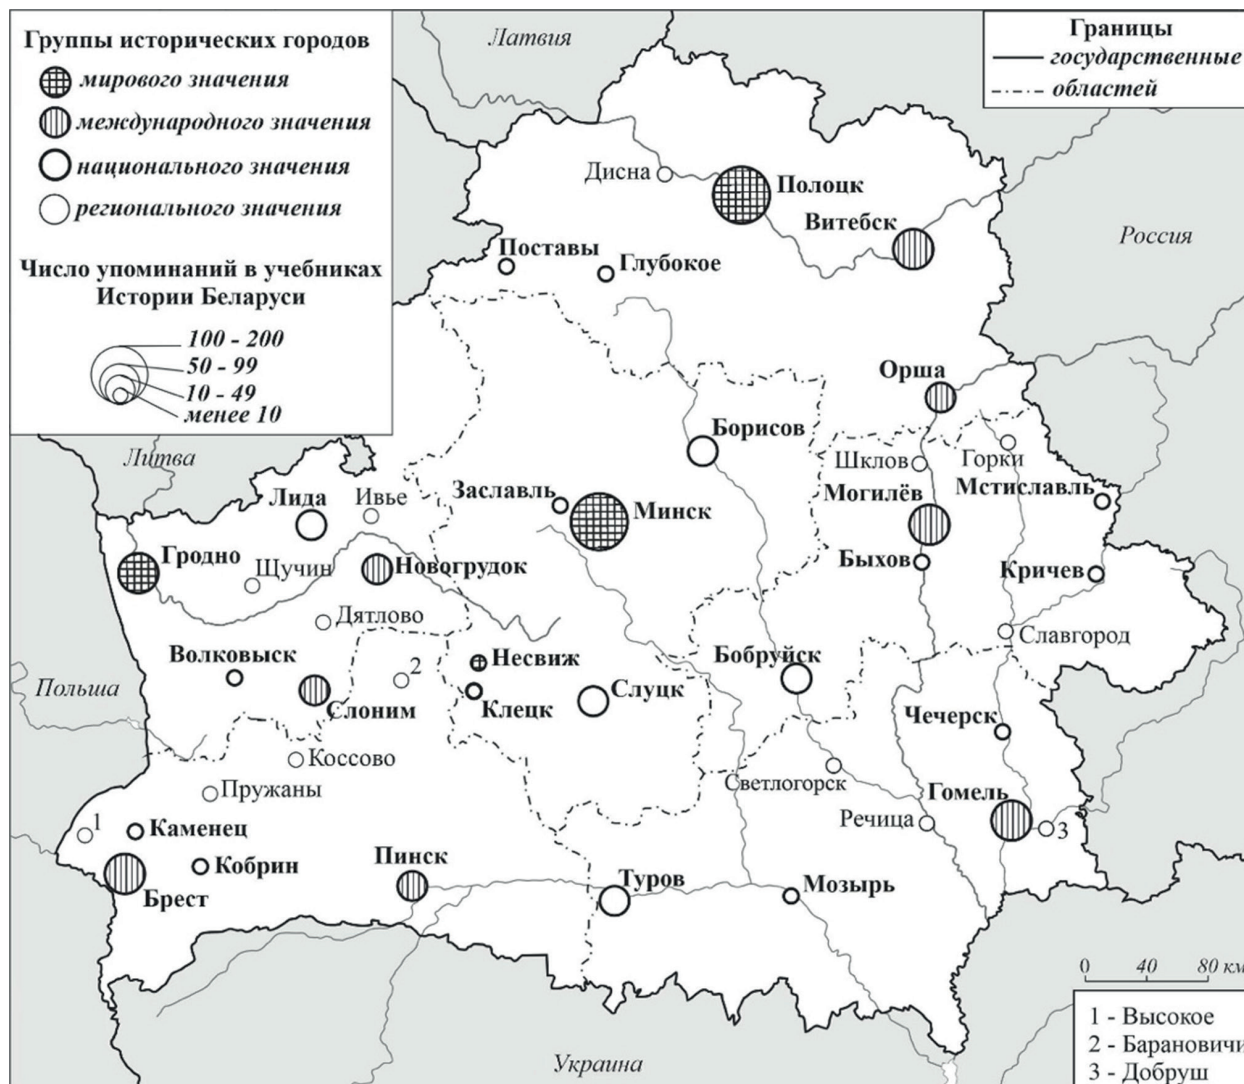 Группы исторических городов
мирового значения
международного значения
национального значения
регионального значения
Число упоминаний в учебниках
Истории Беларуси
100 - 200
50 - 99
10 - 49
менее 10
Границы
государственные
областей
Латвия
Россия
Литва
Польша
Украина
Дисна
Полоцк
Витебск
Поставы
Глубокое
Орша
Борисов
Шклов
Горки
Могилёв
Мстиславль
Лида
Ивье
Заславль
Минск
Гродно
Щучин
Новогрудок
Быхов
Кричев
Дятлово
Славгород
Волковыск
2
Несвиж
Бобруйск
Слоним
Клецк
Слуцк
Чечерск
Коссово
Светлогорск
Пружаны
Гомель
Речица
3
1
Каменец
Кобрин
Брест
Пинск
Туров
Мозырь
0 40 80 км
1 - Высокое
2 - Барановичи
3 - Добруш